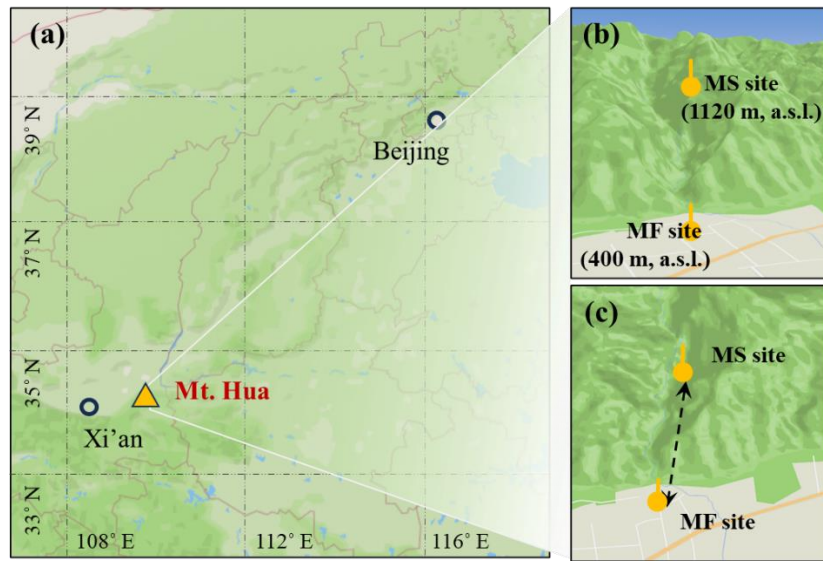 (a)
39° N
37° N
35° N
33° N
Beijing
Mt. Hua
Xi’an
108° E
112° E
116° E
(b)
MS site
(1120 m, a.s.l.)
MF site
(400 m, a.s.l.)
(c)
MS site
MF site